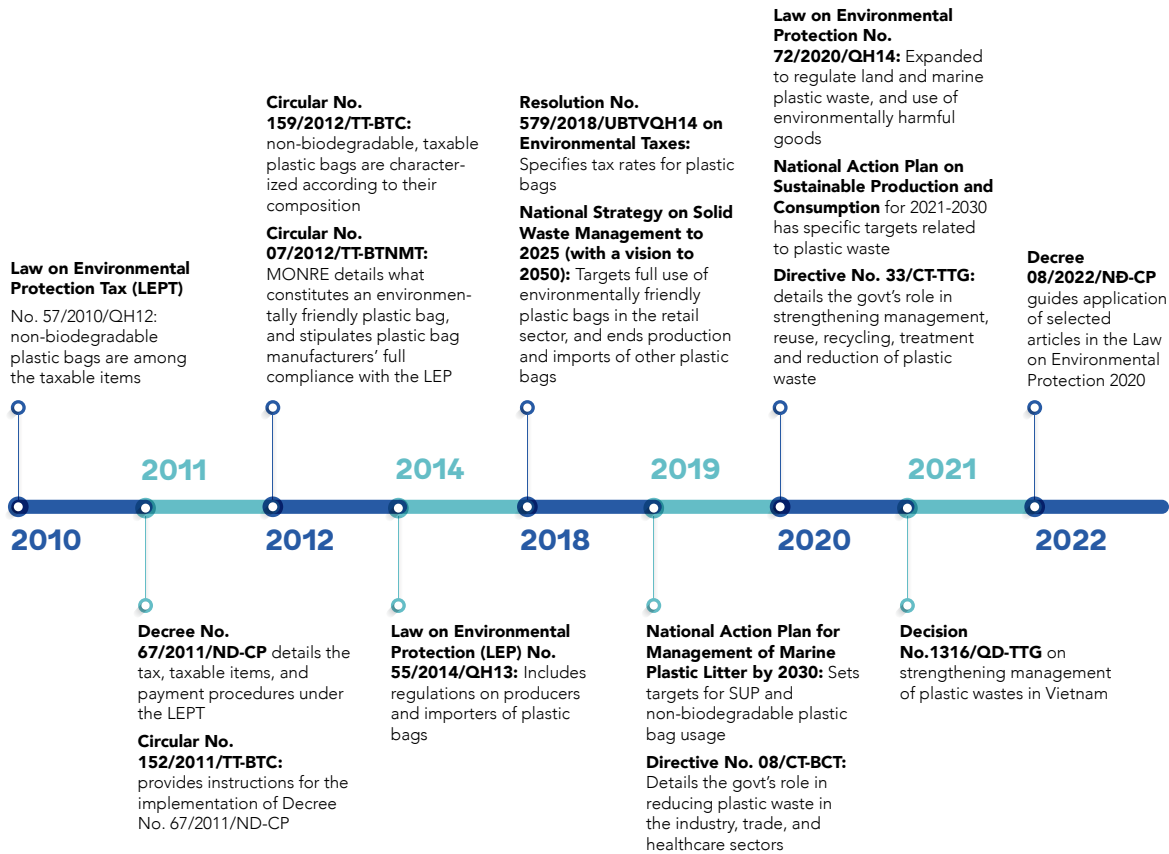 Law on Environmental
Protection Tax (LEPT)
No. 57/2010/QH12:
non-biodegradable
plastic bags are among
the taxable items
2010
2011
Decree No.
67/2011/ND-CP details the
tax, taxable items, and
payment procedures under
the LEPT
Circular No.
152/2011/TT-BTC:
provides instructions for the
implementation of Decree
No. 67/2011/ND-CP
Circular No.
159/2012/TT-BTC:
non-biodegradable, taxable
plastic bags are character-
ized according to their
composition
Circular No.
07/2012/TT-BTNMT:
MONRE details what
constitutes an environmen-
tally friendly plastic bag,
and stipulates plastic bag
manufacturers’ full
compliance with the LEP
2012
2014
Law on Environmental
Protection (LEP) No.
55/2014/QH13: Includes
regulations on producers
and importers of plastic
bags
Resolution No.
579/2018/UBTVQH14 on
Environmental Taxes:
Specifies tax rates for plastic
bags
National Strategy on Solid
Waste Management to
2025 (with a vision to
2050): Targets full use of
environmentally friendly
plastic bags in the retail
sector, and ends production
and imports of other plastic
bags
2018
2019
National Action Plan for
Management of Marine
Plastic Litter by 2030: Sets
targets for SUP and
non-biodegradable plastic
bag usage
Directive No. 08/CT-BCT:
Details the govt’s role in
reducing plastic waste in
the industry, trade, and
healthcare sectors
Law on Environmental
Protection No.
72/2020/QH14: Expanded
to regulate land and marine
plastic waste, and use of
environmentally harmful
goods
National Action Plan on
Sustainable Production and
Consumption for 2021-2030
has specific targets related
to plastic waste
Directive No. 33/CT-TTG:
details the govt’s role in
strengthening management,
reuse, recycling, treatment
and reduction of plastic
waste
2020
2021
Decision
No.1316/QD-TTG on
strengthening management
of plastic wastes in Vietnam
Decree
08/2022/NĐ-CP
guides application
of selected
articles in the Law
on Environmental
Protection 2020
2022